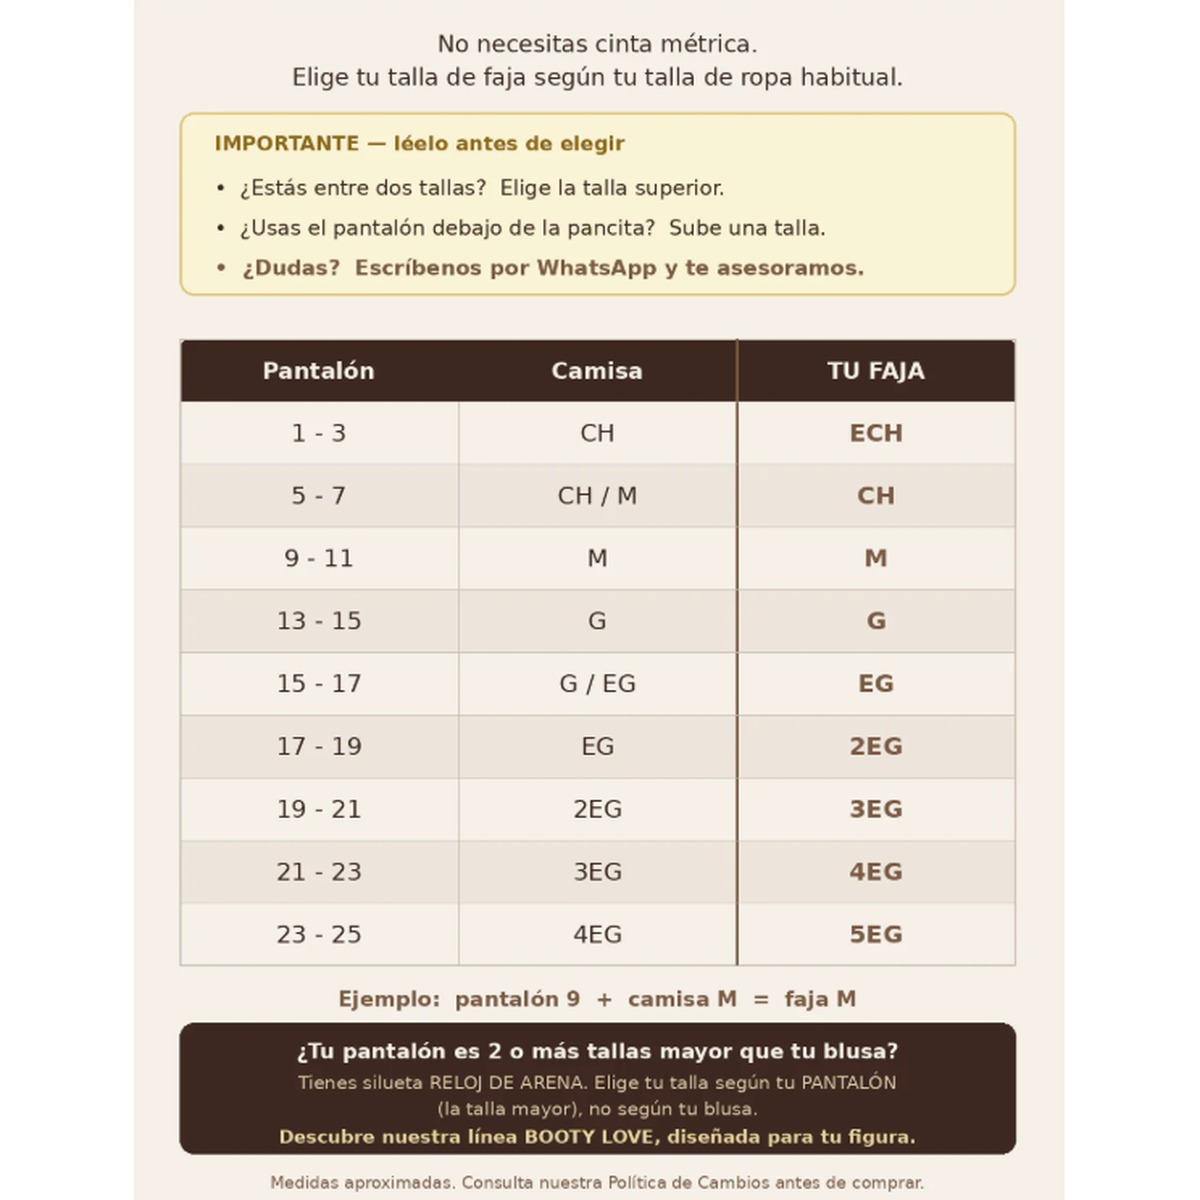 No necesitas cinta métrica.
Elige tu talla de faja según tu talla de ropa habitual.
IMPORTANTE — léelo antes de elegir
• ¿Estás entre dos tallas?  Elige la talla superior.
• ¿Usas el pantalón debajo de la pancita?  Sube una talla.
• ¿Dudas?  Escríbenos por WhatsApp y te asesoramos.
Pantalón Camisa TU FAJA
1 - 3 CH ECH
5 - 7 CH / M CH
9 - 11 M M
13 - 15 G G
15 - 17 G / EG EG
17 - 19 EG 2EG
19 - 21 2EG 3EG
21 - 23 3EG 4EG
23 - 25 4EG 5EG
Ejemplo:  pantalón 9  +  camisa M  =  faja M
¿Tu pantalón es 2 o más tallas mayor que tu blusa?
Tienes silueta RELOJ DE ARENA. Elige tu talla según tu PANTALÓN
(la talla mayor), no según tu blusa.
Descubre nuestra línea BOOTY LOVE, diseñada para tu figura.
Medidas aproximadas. Consulta nuestra Política de Cambios antes de comprar.